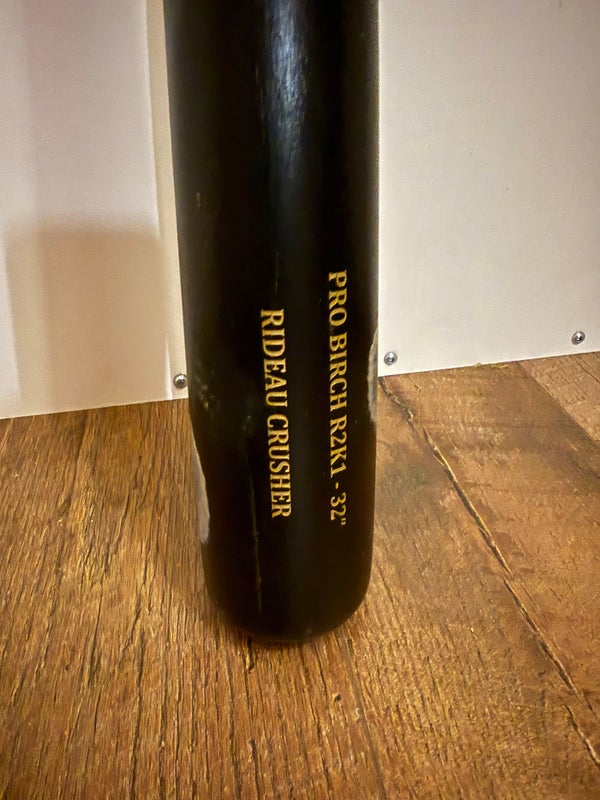 PRO BIRCH R2K1 - 32"
RIDEAU CRUSHER